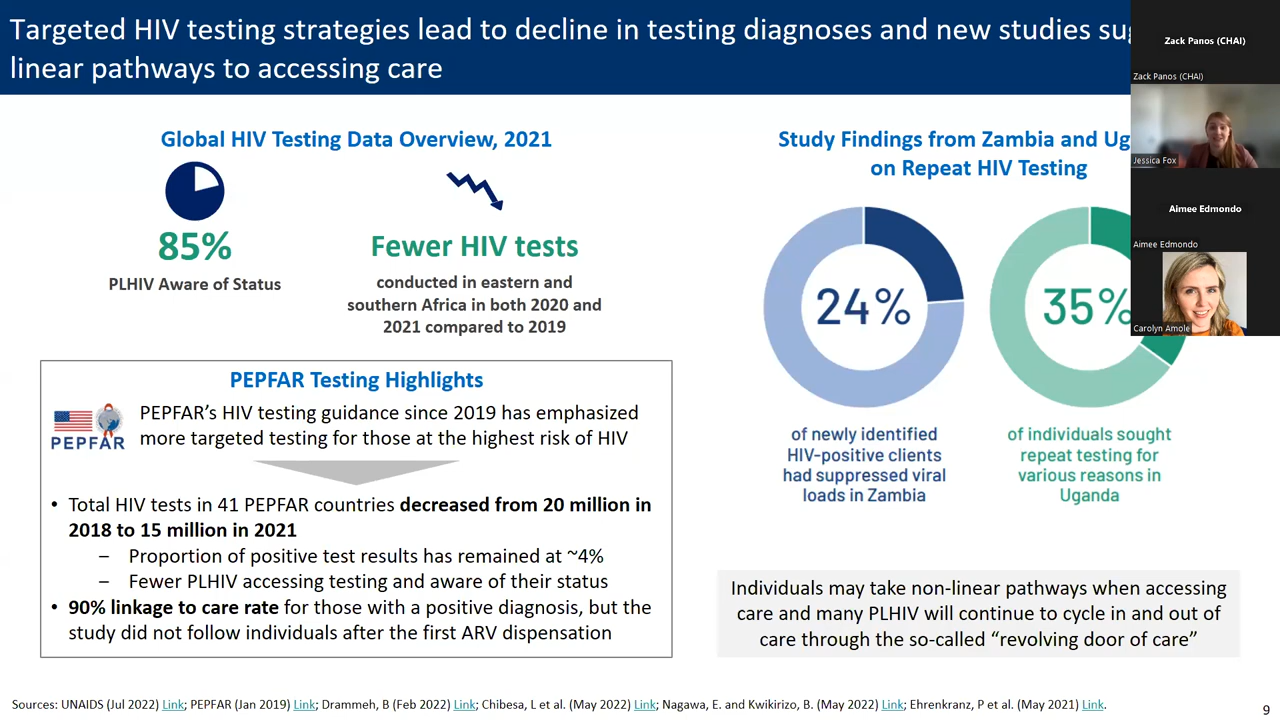 Targeted HIV testing strategies lead to decline in testing diagnoses and new studies
linear pathways to accessing care
Zack Panos (CHAI)
Zack Panos (CHAI)
Jessica Fox
Aimee Edmondo
Aimee Edmondo
Carolyn Amole
Global HIV Testing Data Overview, 2021
85%
PLHIV Aware of Status
Fewer HIV tests
conducted in eastern and
southern Africa in both 2020 and
2021 compared to 2019
PEPFAR Testing Highlights
PEPFAR
PEPFAR's HIV testing guidance since 2019 has emphasized
more targeted testing for those at the highest risk of HIV
• Total HIV tests in 41 PEPFAR countries decreased from 20 million in
2018 to 15 million in 2021
– Proportion of positive test results has remained at ~4%
– Fewer PLHIV accessing testing and aware of their status
• 90% linkage to care rate for those with a positive diagnosis, but the
study did not follow individuals after the first ARV dispensation
Study Findings from Zambia and
on Repeat HIV Testing
24%
of newly identified
HIV-positive clients
had suppressed viral
loads in Zambia
35%
of individuals sought
repeat testing for
various reasons in
Uganda
Individuals may take non-linear pathways when accessing
care and many PLHIV will continue to cycle in and out of
care through the so-called "revolving door of care"
Sources: UNAIDS (Jul 2022) Link; PEPFAR (Jan 2019) Link; Drammeh, B (Feb 2022) Link; Chibesa, L et al. (May 2022) Link; Nagawa, E. and Kwikirizo, B. (May 2022) Link; Ehrenkranz, P et al. (May 2021) Link.
9